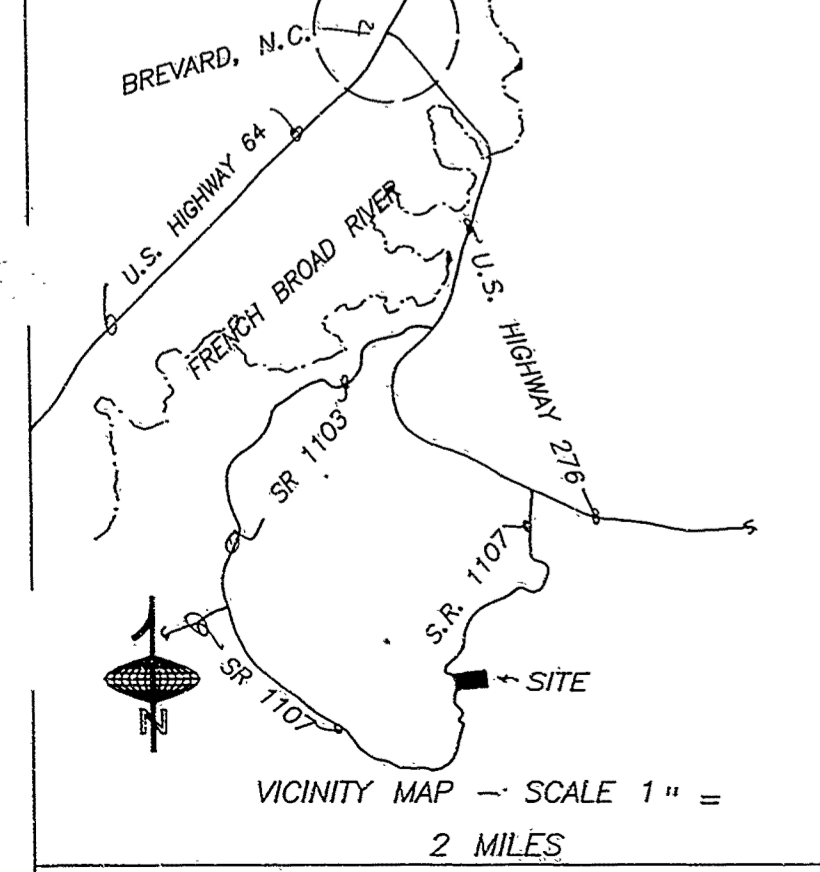 BREVARD, N.C.
U.S. HIGHWAY 64
FRENCH BROAD RIVER
U.S. HIGHWAY 276
SR 1103
S.R. 1107
SITE
SR 1107
N
VICINITY MAP - SCALE 1" =
2 MILES